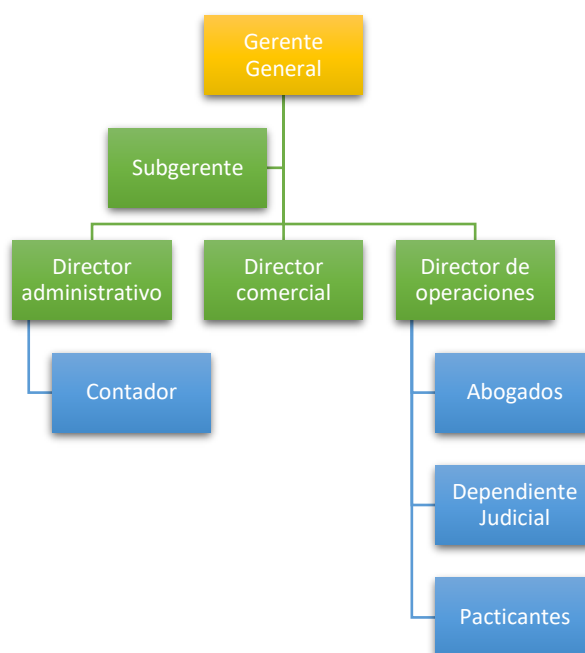 Gerente
General
Subgerente
Director
administrativo
Director
comercial
Director de
operaciones
Contador
Abogados
Dependiente
Judicial
Pacticantes